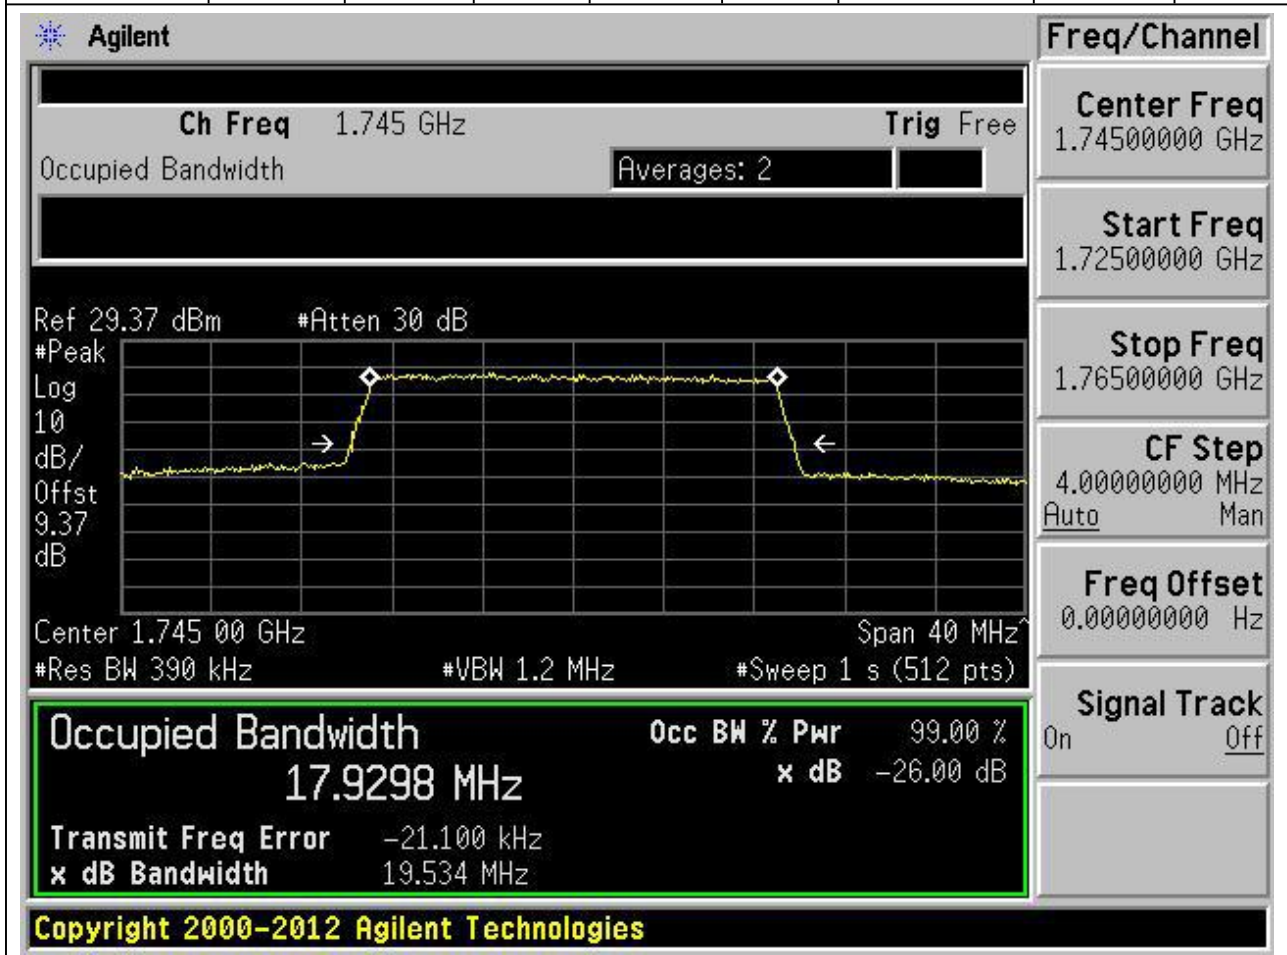 Agilent
Freq/Channel
Ch Freq 1.745 GHz
Trig Free
Occupied Bandwidth
Averages: 2
Center Freq
1.74500000 GHz
Start Freq
1.72500000 GHz
Stop Freq
1.76500000 GHz
CF Step
4.00000000 MHz
Auto Man
Freq Offset
0.00000000 Hz
Signal Track
On Off
Ref 29.37 dBm #Atten 30 dB
#Peak
Log
10
dB/
Offst
9.37
dB
Center 1.745 00 GHz Span 40 MHz^
#Res BW 390 kHz #VBW 1.2 MHz #Sweep 1 s (512 pts)
Occupied Bandwidth
17.9298 MHz
Occ BW % Pwr 99.00 %
x dB -26.00 dB
Transmit Freq Error -21.100 kHz
x dB Bandwidth 19.534 MHz
Copyright 2000-2012 Agilent Technologies